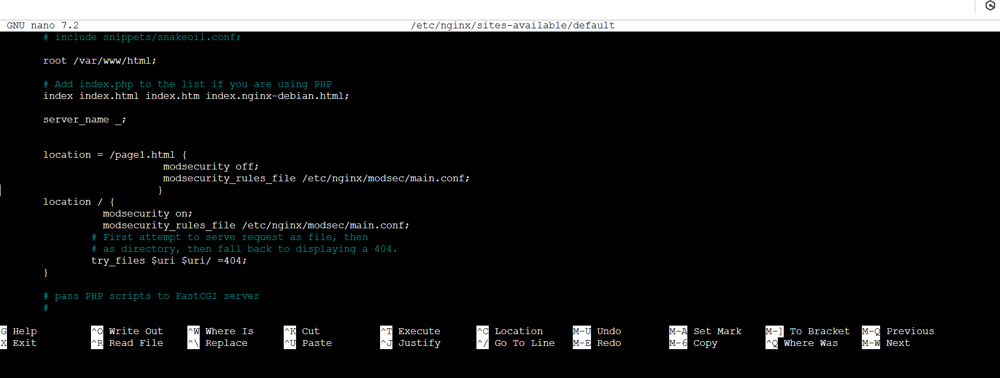 GNU nano 7.2 /etc/nginx/sites-available/default
# include snippets/snakeoil.conf;
root /var/www/html;
# Add index.php to the list if you are using PHP
index index.html index.htm index.nginx-debian.html;
server_name _;
location = /page1.html {
modsecurity off;
modsecurity_rules_file /etc/nginx/modsec/main.conf;
}
location / {
modsecurity on;
modsecurity_rules_file /etc/nginx/modsec/main.conf;
# First attempt to serve request as file, then
# as directory, then fall back to displaying a 404.
try_files $uri $uri/ =404;
}
# pass PHP scripts to FastCGI server
#
G Help ^O Write Out ^W Where Is ^K Cut ^T Execute ^C Location M-U Undo M-A Set Mark M-] To Bracket M-Q Previous
X Exit ^R Read File ^\ Replace ^U Paste ^J Justify ^/ Go To Line M-E Redo M-6 Copy ^Q Where Was M-W Next